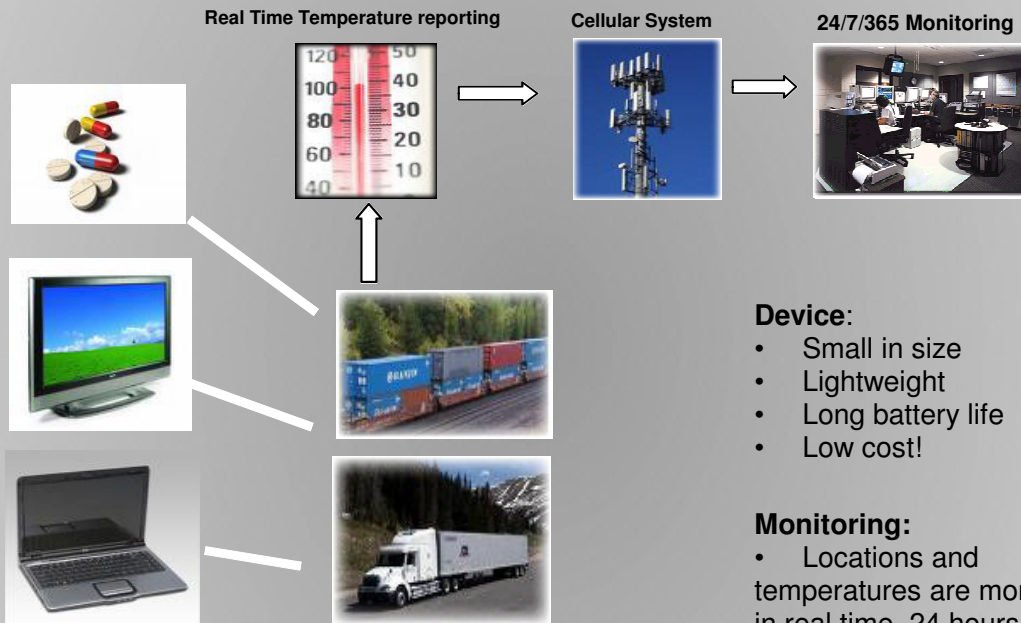 Real Time Temperature reporting
Cellular System
24/7/365 Monitoring
120 50
100 40
80 30
60 20
40 10
Device:
• Small in size
• Lightweight
• Long battery life
• Low cost!
Monitoring:
• Locations and
temperatures are
in real time, 24 hours